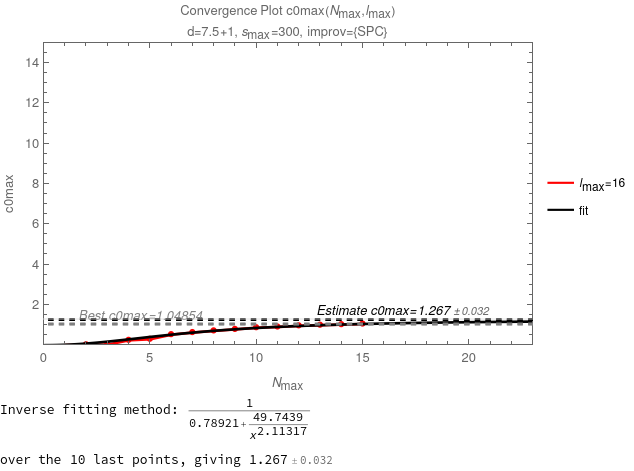 Convergence Plot c0max(Nmax,lmax)
d=7.5+1, smax=300, improv={SPC}
14
12
10
8
6
4
2
c0max
Best c0max=1.04854
Estimate c0max=1.267 ±0.032
0 5 10 15 20
Nmax
lmax=16
fit
Inverse fitting method: 1
0.78921+ 49.7439
x2.11317
over the 10 last points, giving 1.267 ±0.032